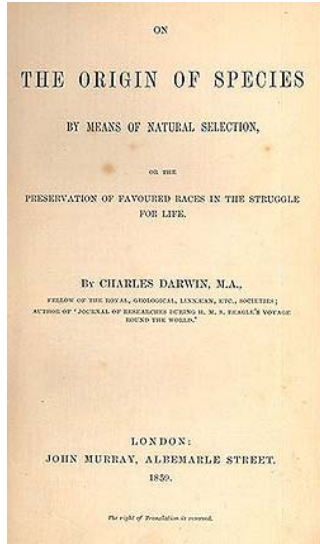 ON
THE ORIGIN OF SPECIES
BY MEANS OF NATURAL SELECTION,
OR THE
PRESERVATION OF FAVOURED RACES IN THE STRUGGLE
FOR LIFE.
BY CHARLES DARWIN, M.A.,
FELLOW OF THE ROYAL, GEOLOGICAL, LINNÆAN, ETC., SOCIETIES;
AUTHOR OF 'JOURNAL OF RESEARCHES DURING H. M. S. BEAGLE'S VOYAGE
ROUND THE WORLD.'
LONDON:
JOHN MURRAY, ALBEMARLE STREET.
1859.
The right of Translation is reserved.